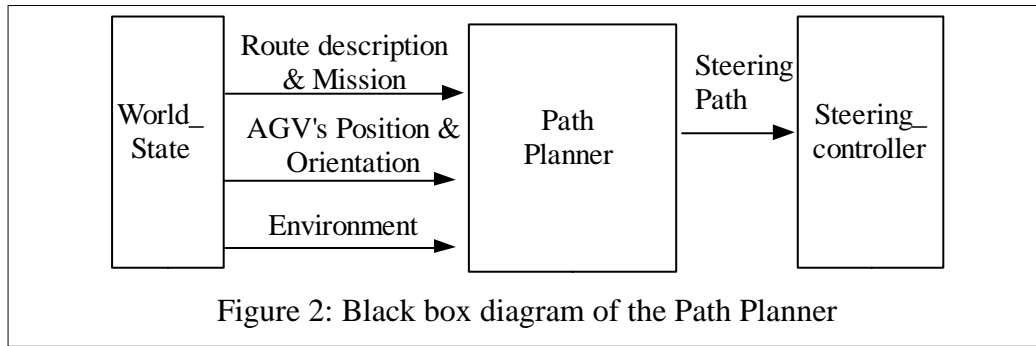 World_
State
Route description
& Mission
AGV's Position &
Orientation
Environment
Path
Planner
Steering
Path
Steering_
controller
Figure 2: Black box diagram of the Path Planner